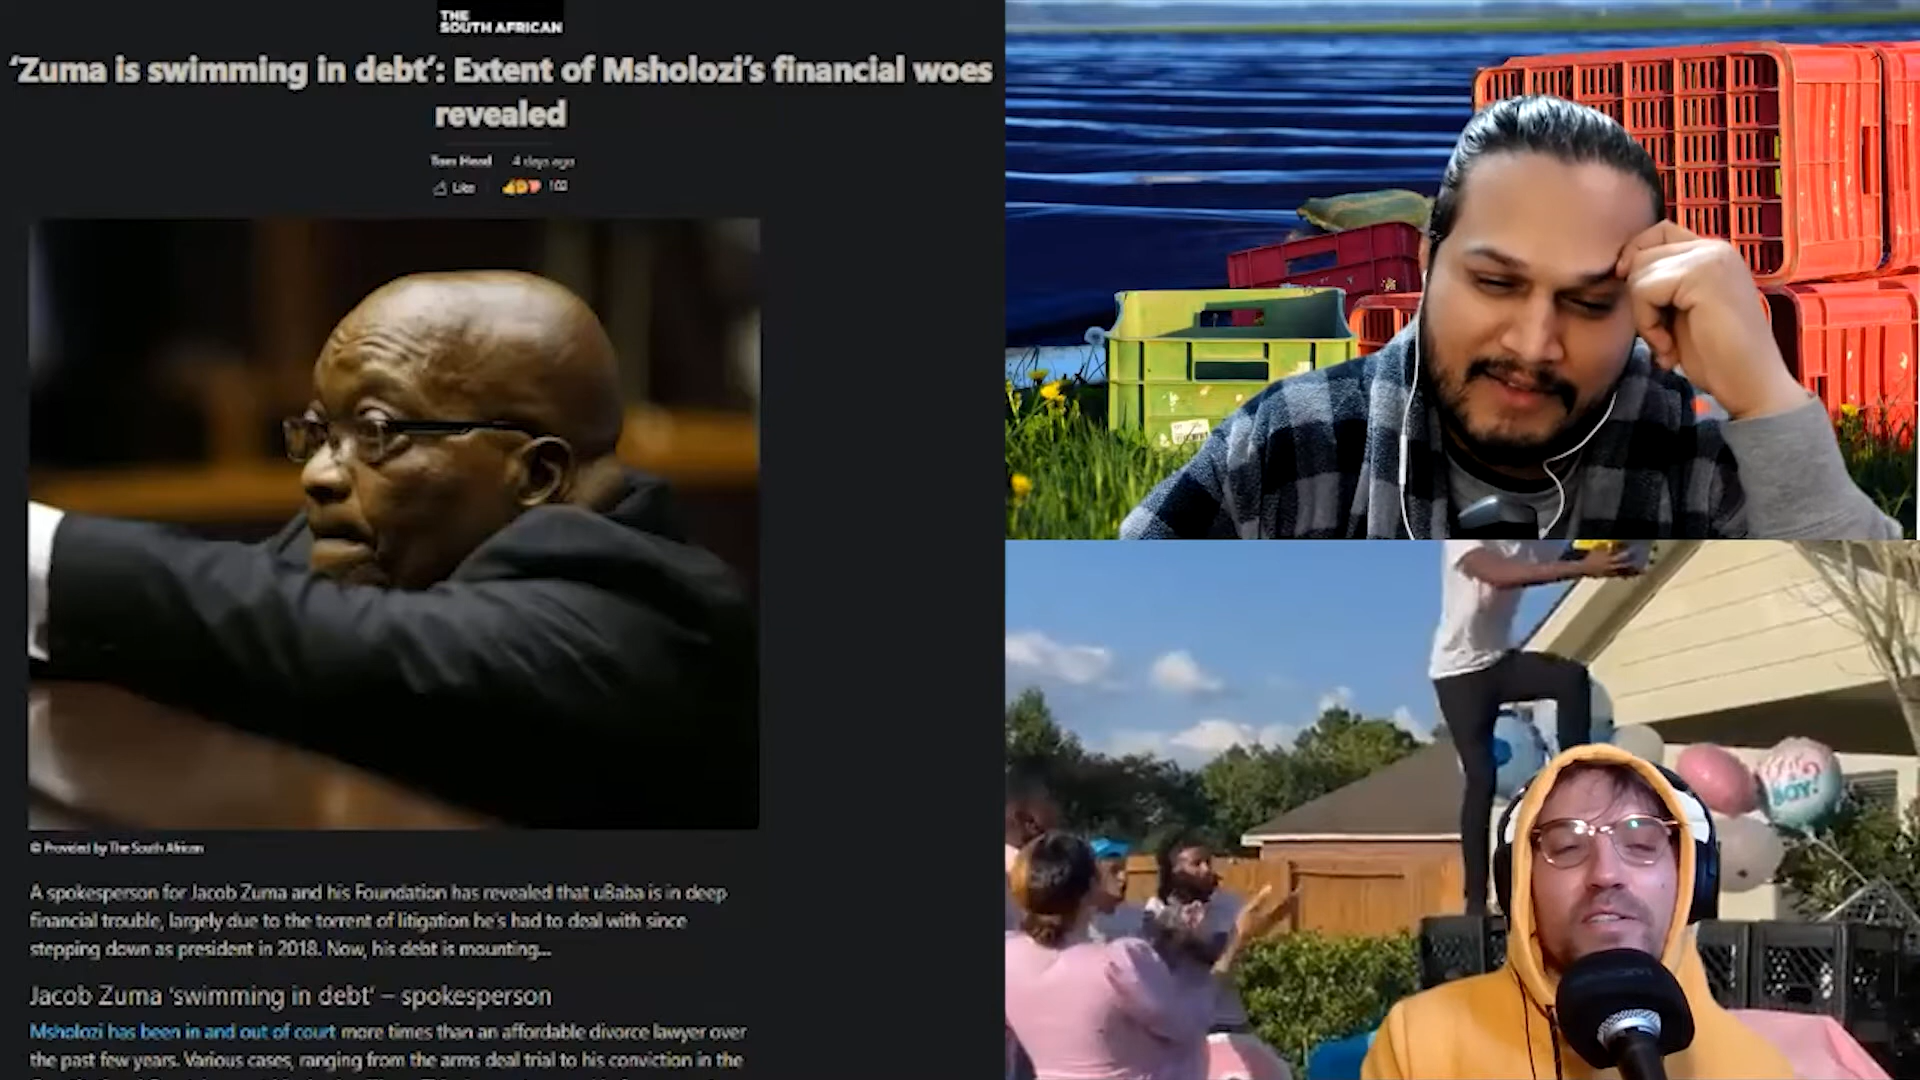 THE
SOUTH AFRICAN
‘Zuma is swimming in debt’: Extent of Msholozi’s financial woes
revealed
Tom Head 4 days ago
Like 102
© Provided by The South African
A spokesperson for Jacob Zuma and his Foundation has revealed that uBaba is in deep
financial trouble, largely due to the torrent of litigation he’s had to deal with since
stepping down as president in 2018. Now, his debt is mounting...
Jacob Zuma ‘swimming in debt’ – spokesperson
Msholozi has been in and out of court more times than an affordable divorce lawyer over
the past few years. Various cases, ranging from the arms deal trial to his conviction in the
BOY!